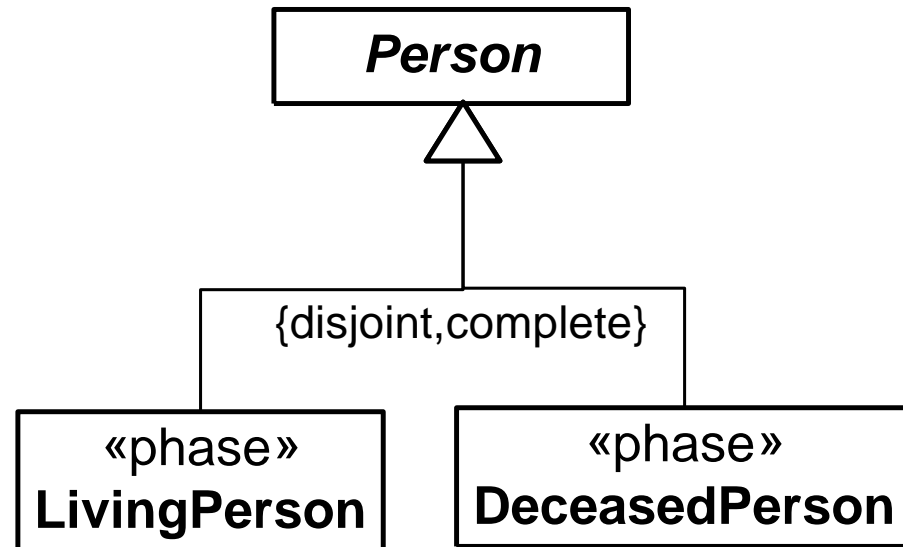 Person
{disjoint,complete}
«phase»
LivingPerson
«phase»
DeceasedPerson